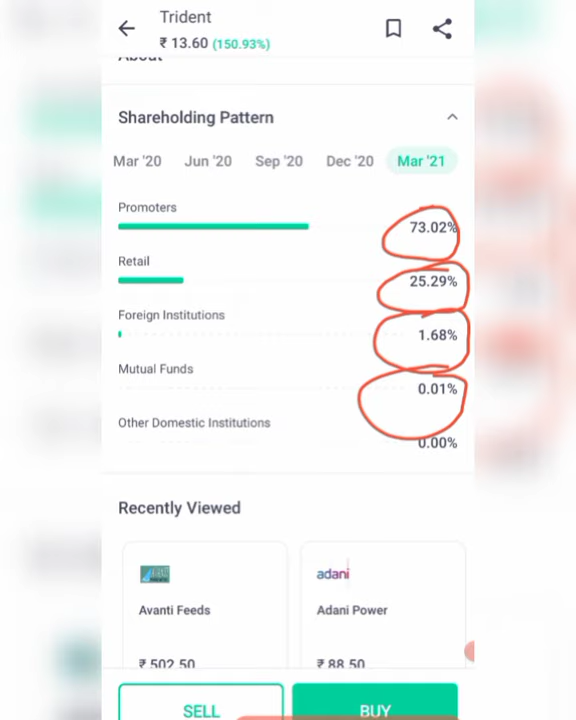 Trident
₹ 13.60 (150.93%)
About
Shareholding Pattern
Mar '20 Jun '20 Sep '20 Dec '20 Mar '21
Promoters
73.02%
Retail
25.29%
Foreign Institutions
1.68%
Mutual Funds
0.01%
Other Domestic Institutions
0.00%
Recently Viewed
adani
Avanti Feeds Adani Power
₹ 502.50 ₹ 88.50
SELL BUY